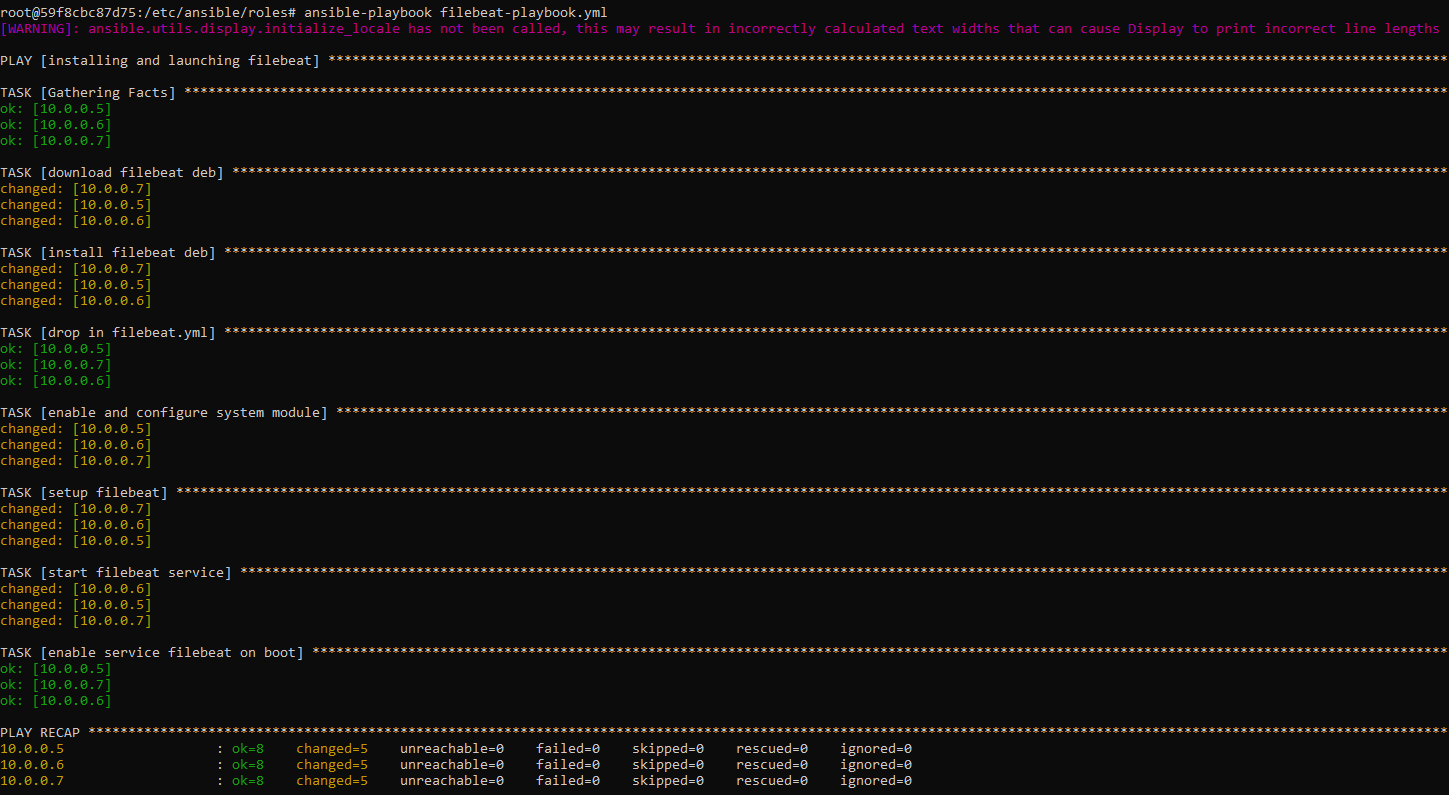 root@59f8cbc87d75:/etc/ansible/roles# ansible-playbook filebeat-playbook.yml
[WARNING]: ansible.utils.display.initialize_locale has not been called, this may result in incorrectly calculated text widths that can cause Display to print incorrect line lengths
PLAY [installing and launching filebeat] ********************************************************************************************************************************************
TASK [Gathering Facts] **************************************************************************************************************************************************************
ok: [10.0.0.5]
ok: [10.0.0.6]
ok: [10.0.0.7]
TASK [download filebeat deb] ********************************************************************************************************************************************************
changed: [10.0.0.7]
changed: [10.0.0.5]
changed: [10.0.0.6]
TASK [install filebeat deb] *********************************************************************************************************************************************************
changed: [10.0.0.7]
changed: [10.0.0.5]
changed: [10.0.0.6]
TASK [drop in filebeat.yml] *********************************************************************************************************************************************************
ok: [10.0.0.5]
ok: [10.0.0.7]
ok: [10.0.0.6]
TASK [enable and configure system module] *******************************************************************************************************************************************
changed: [10.0.0.5]
changed: [10.0.0.6]
changed: [10.0.0.7]
TASK [setup filebeat] ***************************************************************************************************************************************************************
changed: [10.0.0.7]
changed: [10.0.0.6]
changed: [10.0.0.5]
TASK [start filebeat service] *******************************************************************************************************************************************************
changed: [10.0.0.6]
changed: [10.0.0.5]
changed: [10.0.0.7]
TASK [enable service filebeat on boot] **********************************************************************************************************************************************
ok: [10.0.0.5]
ok: [10.0.0.7]
ok: [10.0.0.6]
PLAY RECAP **************************************************************************************************************************************************************************
10.0.0.5                   : ok=8    changed=5    unreachable=0    failed=0    skipped=0    rescued=0    ignored=0
10.0.0.6                   : ok=8    changed=5    unreachable=0    failed=0    skipped=0    rescued=0    ignored=0
10.0.0.7                   : ok=8    changed=5    unreachable=0    failed=0    skipped=0    rescued=0    ignored=0